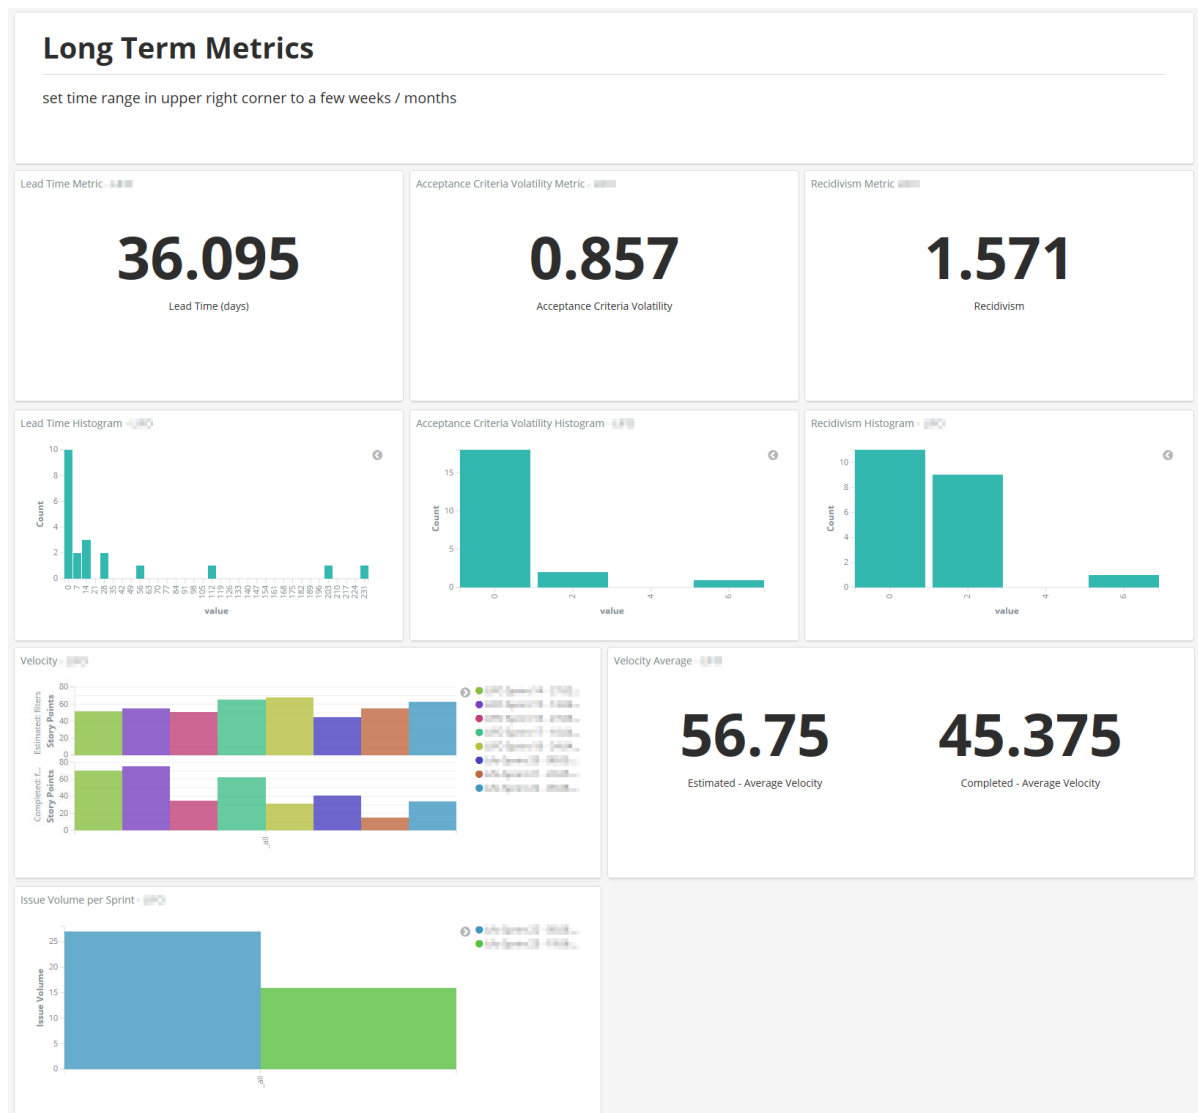 Long Term Metrics
set time range in upper right corner to a few weeks / months
Lead Time Metric -
36.095
Lead Time (days)
Acceptance Criteria Volatility Metric -
0.857
Acceptance Criteria Volatility
Recidivism Metric
1.571
Recidivism
Lead Time Histogram -
10
8
6
4
2
0
Count
0 7 14 21 28 35 42 49 56 63 70 77 84 91 98 105 112 119 126 133 140 147 154 161 168 175 182 189 196 203 210 217 224 231
value
Acceptance Criteria Volatility Histogram -
15
10
5
0
Count
0 2 4 6
value
Recidivism Histogram -
10
8
6
4
2
0
Count
0 2 4 6
value
Velocity -
Estimated: filters
Story Points
80
60
40
20
0
Completed: f...
Story Points
80
60
40
20
0
_all
Velocity Average -
56.75
Estimated - Average Velocity
45.375
Completed - Average Velocity
Issue Volume per Sprint -
25
20
15
10
5
0
Issue Volume
_all